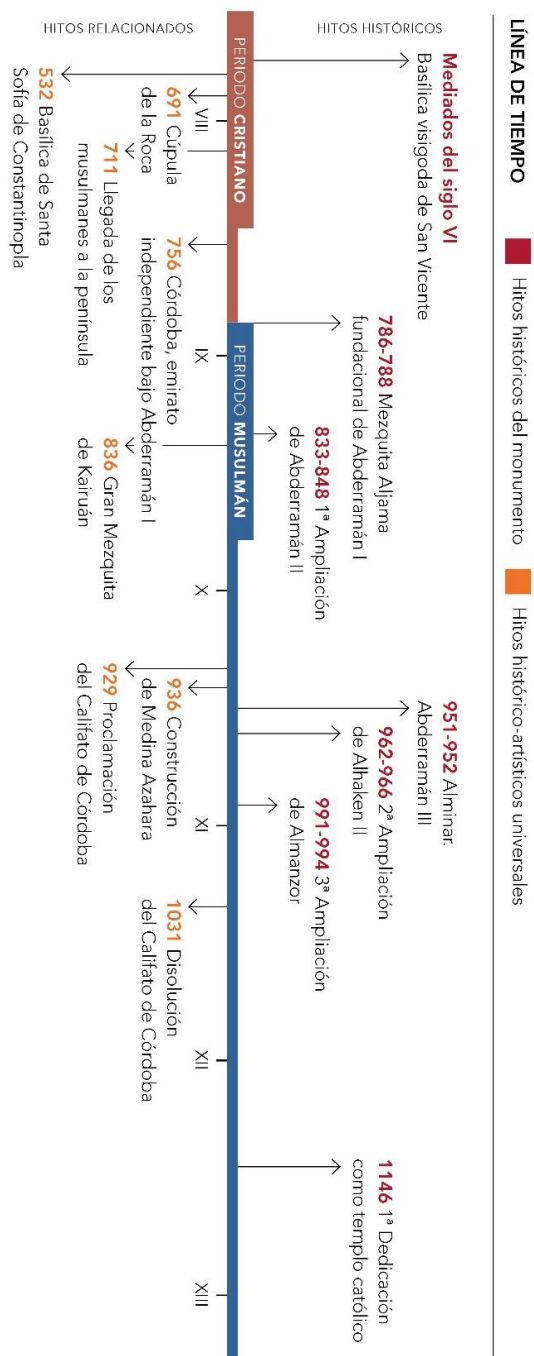 LÍNEA DE TIEMPO
Hitos históricos del monumento
Hitos histórico-artísticos universales
HITOS HISTÓRICOS
Mediados del siglo VI
Basílica visigoda de San Vicente
786-788 Mezquita Aljama
fundacional de Abderramán I
833-848 1ª Ampliación
de Abderramán II
951-952 Alminar.
Abderramán III
962-966 2ª Ampliación
de Alhaken II
991-994 3ª Ampliación
de Almanzor
1146 1ª Dedicación
como templo católico
PERIODO CRISTIANO
PERIODO MUSULMÁN
VIII
IX
X
XI
XII
XIII
HITOS RELACIONADOS
532 Basílica de Santa
Sofía de Constantinopla
691 Cúpula
de la Roca
711 Llegada de los
musulmanes a la península
756 Córdoba, emirato
independiente bajo Abderramán I
836 Gran Mezquita
de Kairuán
929 Proclamación
del Califato de Córdoba
936 Construcción
de Medina Azahara
1031 Disolución
del Califato de Córdoba